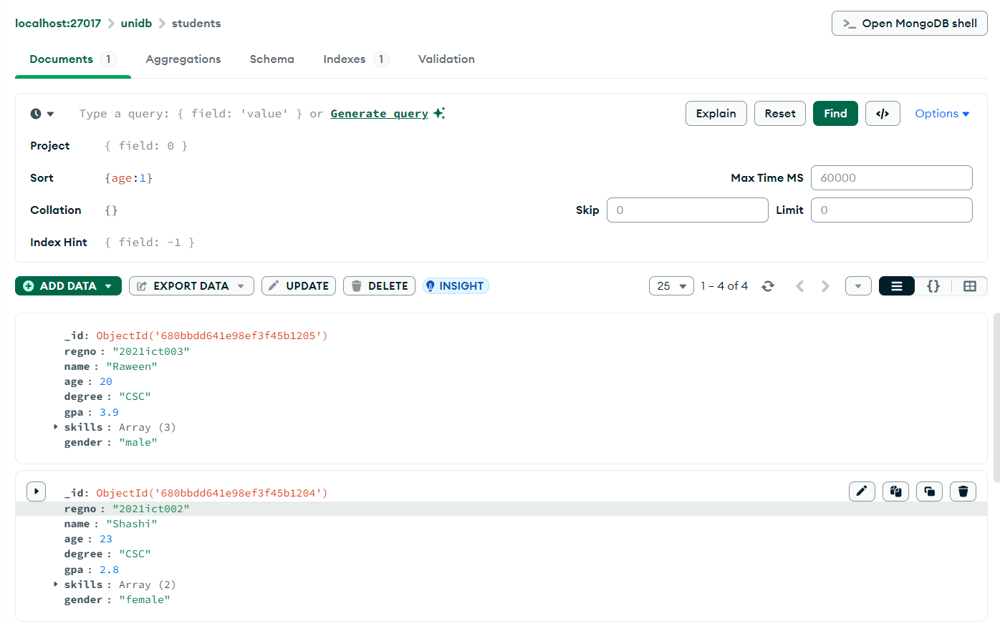 localhost:27017 > unidb > students
>_ Open MongoDB shell
Documents 1 Aggregations Schema Indexes 1 Validation
Type a query: { field: 'value' } or Generate query
Explain Reset Find </> Options
Project { field: 0 }
Sort {age:1}
Max Time MS 60000
Collation {}
Skip 0 Limit 0
Index Hint { field: -1 }
ADD DATA EXPORT DATA UPDATE DELETE INSIGHT
25 1 – 4 of 4 {}
_id: ObjectId('680bbdd641e98ef3f45b1205')
regno : "2021ict003"
name : "Raween"
age : 20
degree : "CSC"
gpa : 3.9
skills : Array (3)
gender : "male"
_id: ObjectId('680bbdd641e98ef3f45b1204')
regno : "2021ict002"
name : "Shashi"
age : 23
degree : "CSC"
gpa : 2.8
skills : Array (2)
gender : "female"